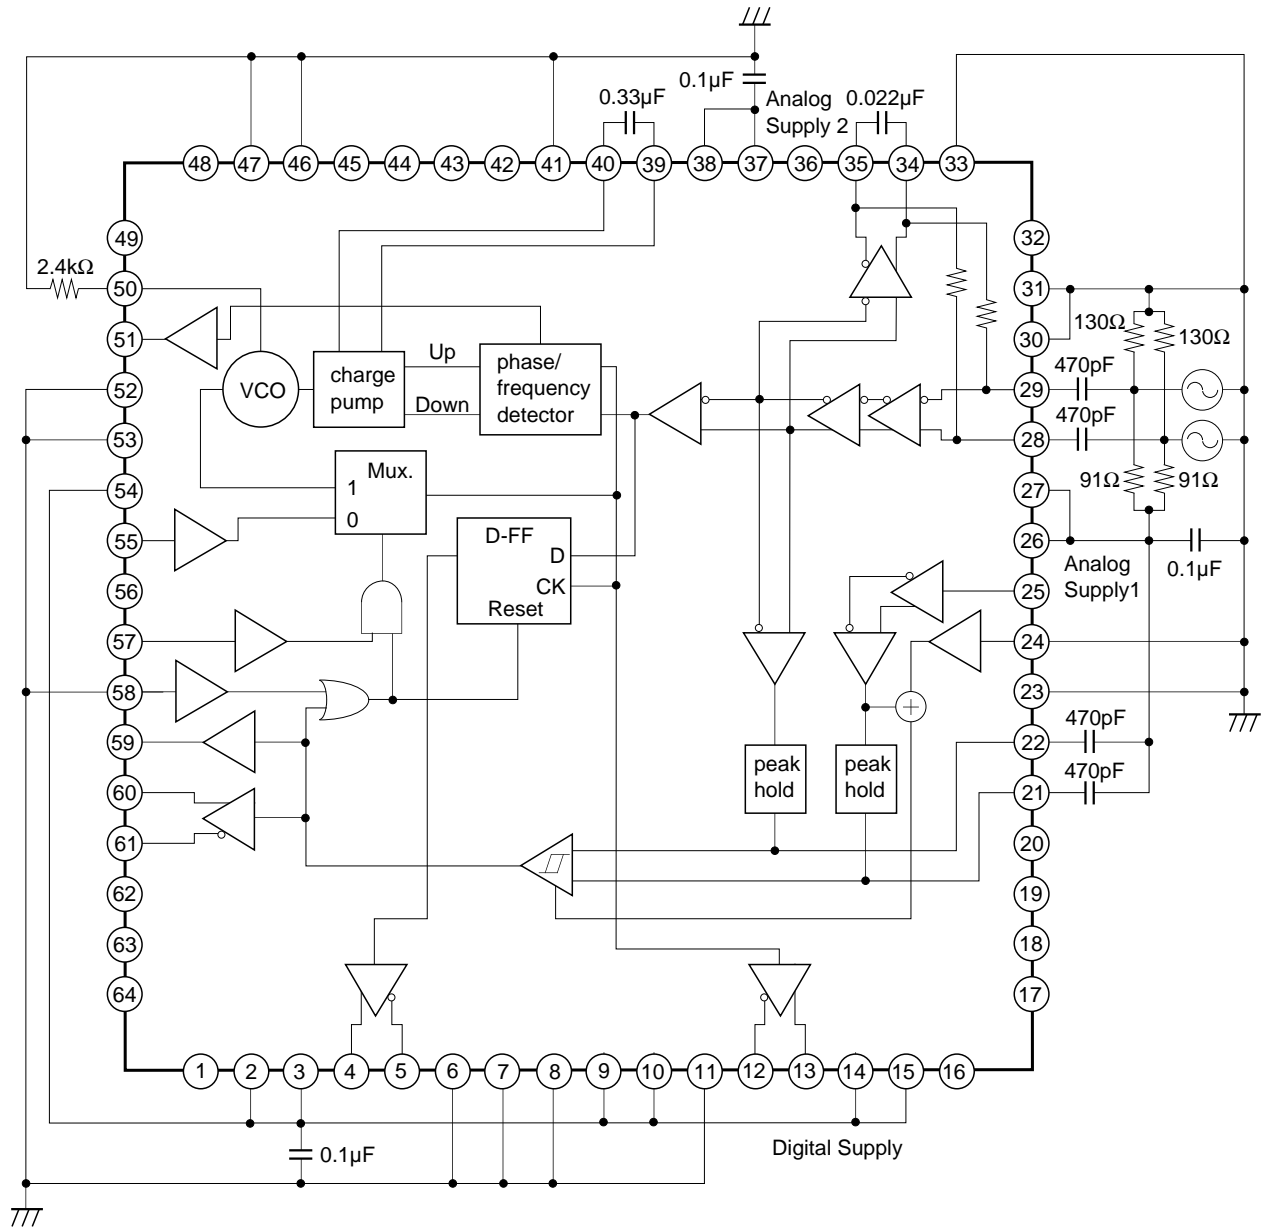 0.33µF
0.1µF
Analog
Supply 2
0.022µF
48
47
46
45
44
43
42
41
40
39
38
37
36
35
34
33
49
32
2.4kΩ
50
31
51
130Ω
130Ω
30
VCO
charge
pump
Up
Down
phase/
frequency
detector
470pF
52
29
470pF
53
28
Mux.
1
0
91Ω
91Ω
54
27
D-FF
D
CK
Reset
55
26
Analog
Supply1
0.1µF
56
25
57
24
58
23
+
470pF
59
22
peak
hold
peak
hold
470pF
60
21
61
20
62
19
63
18
64
17
1
2
3
4
5
6
7
8
9
10
11
12
13
14
15
16
0.1µF
Digital Supply